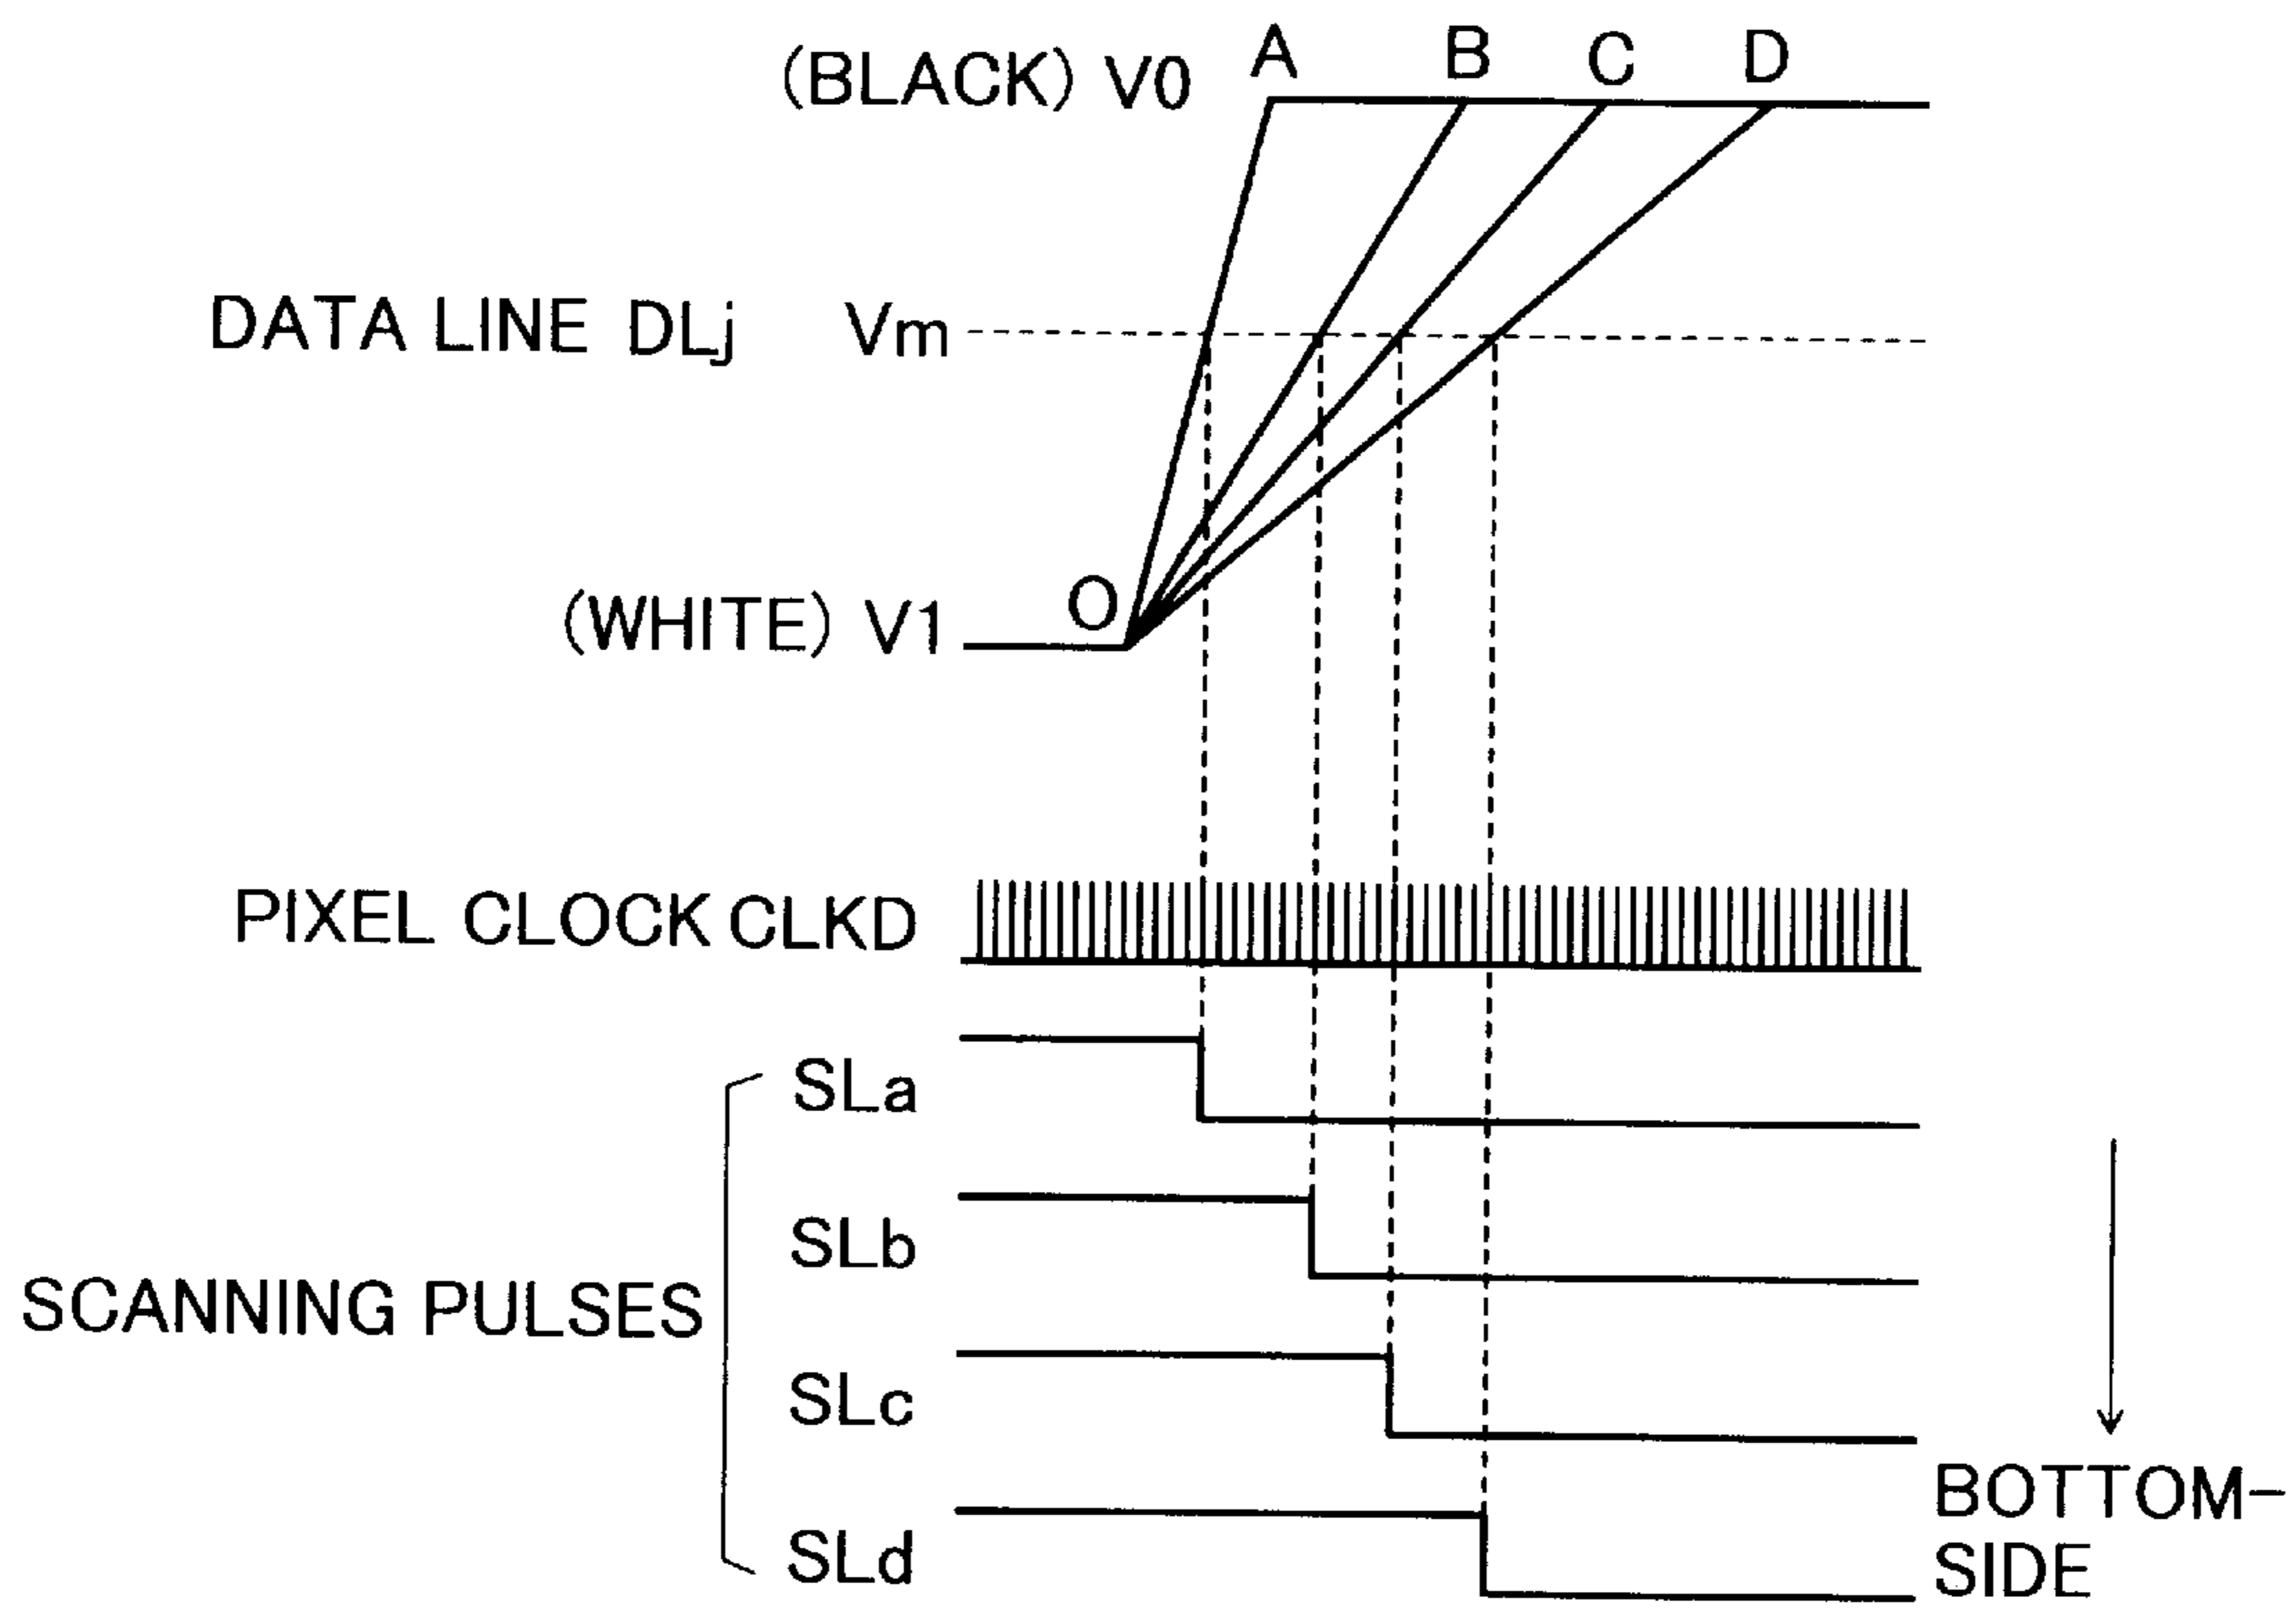 (BLACK) V0 A B C D
DATA LINE DLj Vm
O
(WHITE) V1
PIXEL CLOCK CLKD
SLa
SLb
SCANNING PULSES
SLc
SLd
BOTTOM-
SIDE